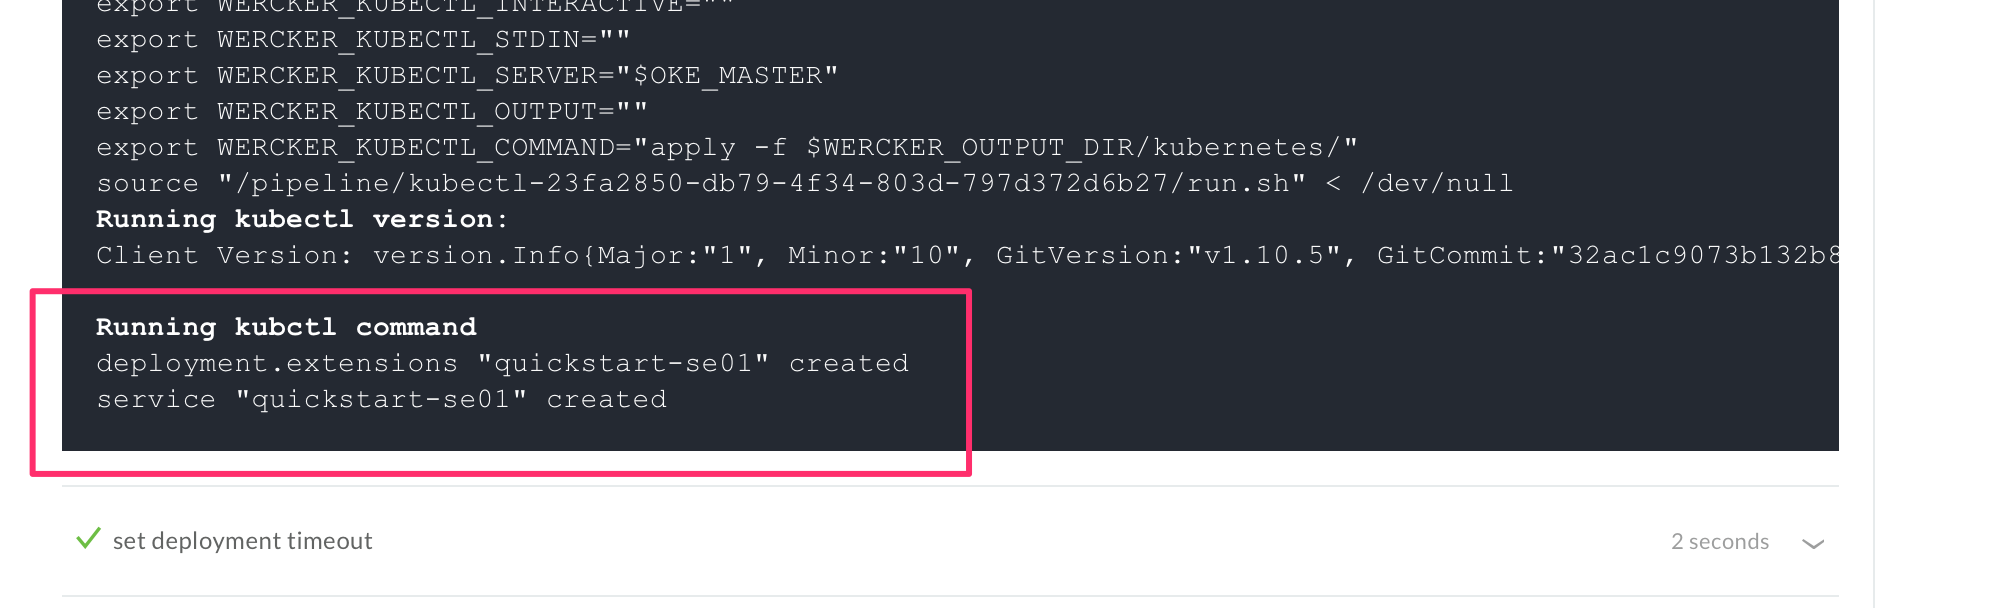 export WERCKER_KUBECTL_INTERACTIVE=""
export WERCKER_KUBECTL_STDIN=""
export WERCKER_KUBECTL_SERVER="$OKE_MASTER"
export WERCKER_KUBECTL_OUTPUT=""
export WERCKER_KUBECTL_COMMAND="apply -f $WERCKER_OUTPUT_DIR/kubernetes/"
source "/pipeline/kubectl-23fa2850-db79-4f34-803d-797d372d6b27/run.sh" < /dev/null
Running kubectl version:
Client Version: version.Info{Major:"1", Minor:"10", GitVersion:"v1.10.5", GitCommit:"32ac1c9073b132b8
Running kubctl command
deployment.extensions "quickstart-se01" created
service "quickstart-se01" created
set deployment timeout 2 seconds